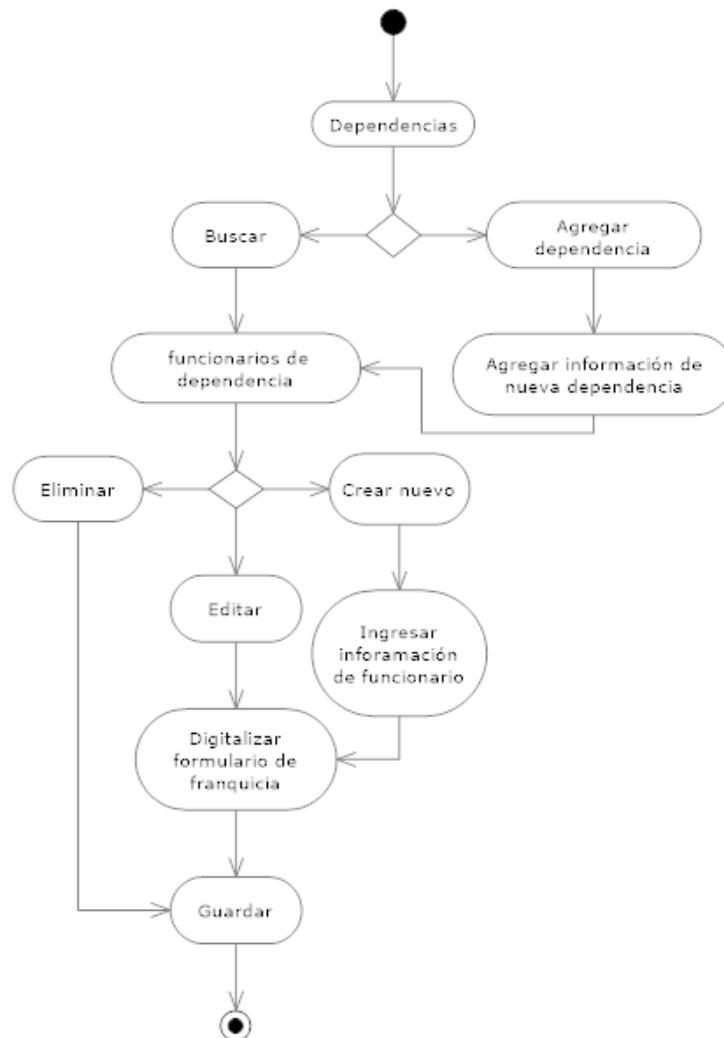 Dependencias
Buscar
Agregar
dependencia
funcionarios de
dependencia
Agregar información de
nueva dependencia
Eliminar
Crear nuevo
Editar
Ingresar
inforamación
de funcionario
Digitalizar
formulario de
franquicia
Guardar